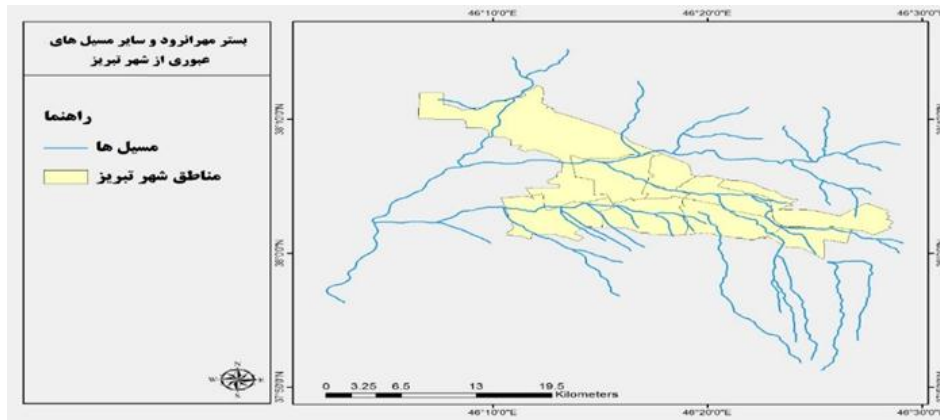 بستر مهرانرود و سایر مسیل های
عبوری از شهر تبریز
راهنما
مسیل ها
مناطق شهر تبریز
N
W E
S
46°10'0"E 46°20'0"E 46°30'0"E
38°10'0"N
38°0'0"N
37°50'0"N
0 3.25 6.5 13 19.5
Kilometers
46°10'0"E 46°20'0"E 46°30'0"E